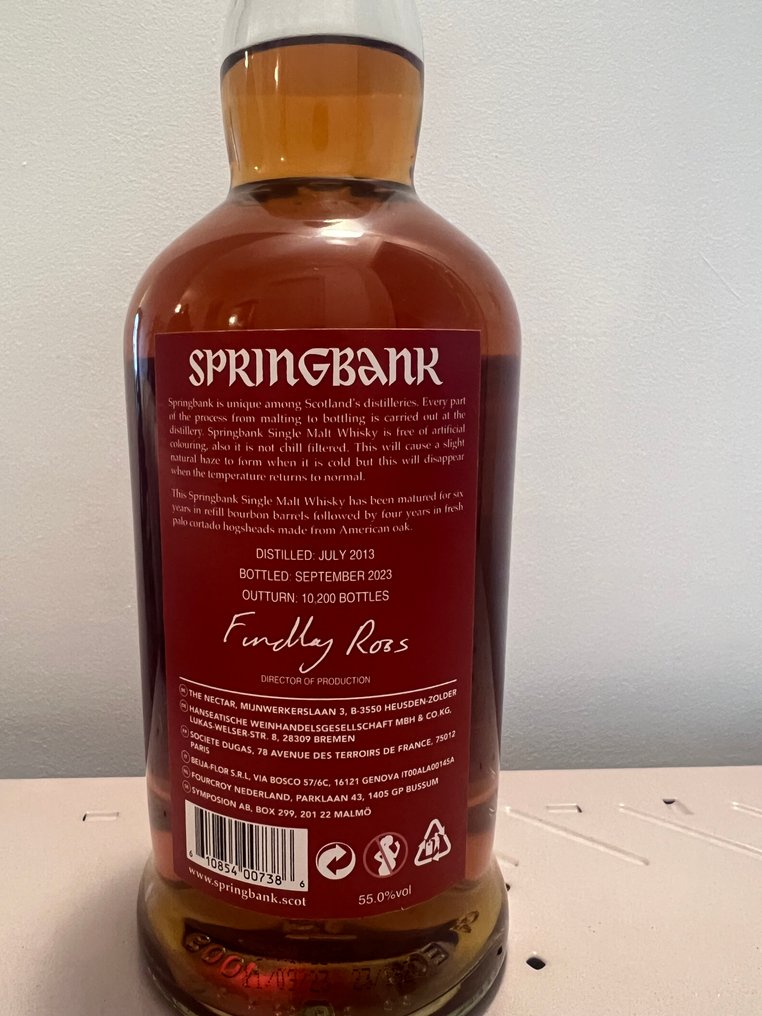 SPRINGBANK
Springbank is unique among Scotland's distilleries. Every part
of the process from malting to bottling is carried out at the
distillery. Springbank Single Malt Whisky is free of artificial
colouring, also it is not chill filtered. This will cause a slight
natural haze to form when it is cold but this will disappear
when the temperature returns to normal.
This Springbank Single Malt Whisky has been matured for six
years in refill bourbon barrels followed by four years in fresh
palo cortado hogsheads made from American oak.
DISTILLED: JULY 2013
BOTTLED: SEPTEMBER 2023
OUTTURN: 10,200 BOTTLES
Findlay Ross
DIRECTOR OF PRODUCTION
THE NECTAR, MIJNWERKERSLAAN 3, B-3550 HEUSDEN-ZOLDER
HANSEATISCHE WEINHANDELSGESELLSCHAFT MBH & CO.KG,
LUKAS-WELSER-STR. 8, 28309 BREMEN
SOCIETE DUGAS, 78 AVENUE DES TERROIRS DE FRANCE, 75012
PARIS
BEIJA-FLOR S.R.L, VIA BOSCO 57/6C, 16121 GENOVA IT00ALA00145A
FOURCROY NEDERLAND, PARKLAAN 43, 1405 GP BUSSUM
SYMPOSION AB, BOX 299, 201 22 MALMÖ
6 10854 00738 6
www.springbank.scot
55.0%vol